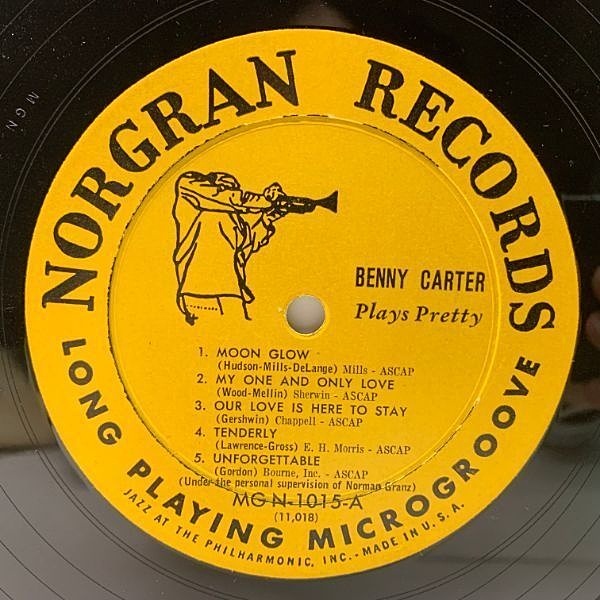 NORGRAN RECORDS
BENNY CARTER
Plays Pretty
1. MOON GLOW
(Hudson-Mills-DeLange) Mills - ASCAP
2. MY ONE AND ONLY LOVE
(Wood-Mellin) Sherwin - ASCAP
3. OUR LOVE IS HERE TO STAY
(Gershwin) Chappell - ASCAP
4. TENDERLY
(Lawrence-Gross) E. H. Morris - ASCAP
5. UNFORGETTABLE
(Gordon) Bourne, Inc. - ASCAP
(Under the personal supervision of Norman Granz)
MG N-1015-A
(11,018)
LONG PLAYING MICROGROOVE
JAZZ AT THE PHILHARMONIC, INC. - MADE IN U.S.A.
MGN